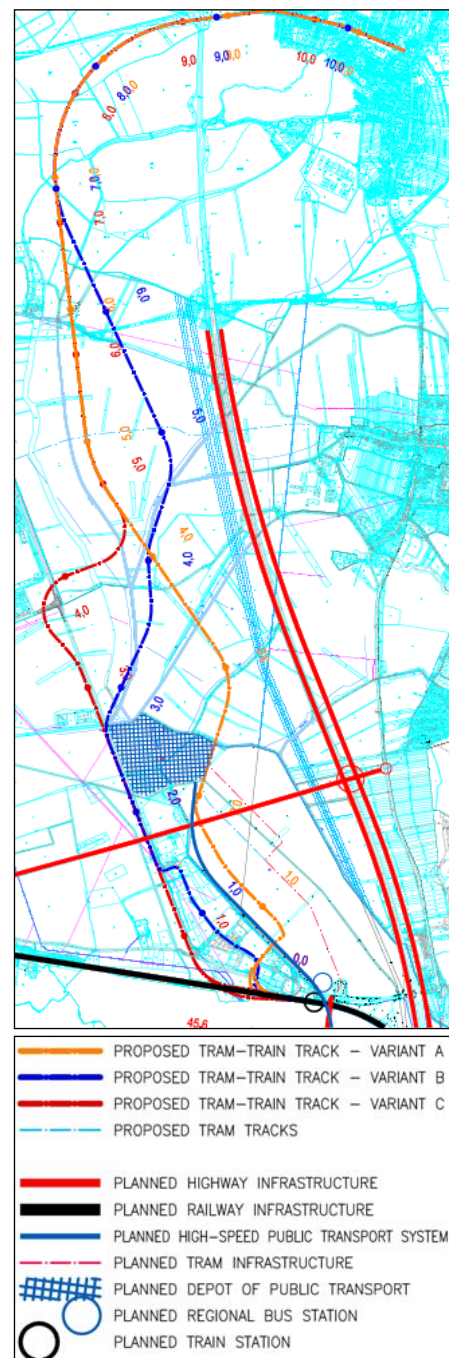 9,0
9,0
9,0
10,0
10,0
8,0
8,0
7,0
7,0
6,0
6,0
5,0
5,0
5,0
4,0
4,0
4,0
3,0
2,0
1,0
1,0
1,0
1,0
0,0
45,6
PROPOSED TRAM-TRAIN TRACK – VARIANT A
PROPOSED TRAM-TRAIN TRACK – VARIANT B
PROPOSED TRAM-TRAIN TRACK – VARIANT C
PROPOSED TRAM TRACKS
PLANNED HIGHWAY INFRASTRUCTURE
PLANNED RAILWAY INFRASTRUCTURE
PLANNED HIGH-SPEED PUBLIC TRANSPORT SYSTEM
PLANNED TRAM INFRASTRUCTURE
PLANNED DEPOT OF PUBLIC TRANSPORT
PLANNED REGIONAL BUS STATION
PLANNED TRAIN STATION